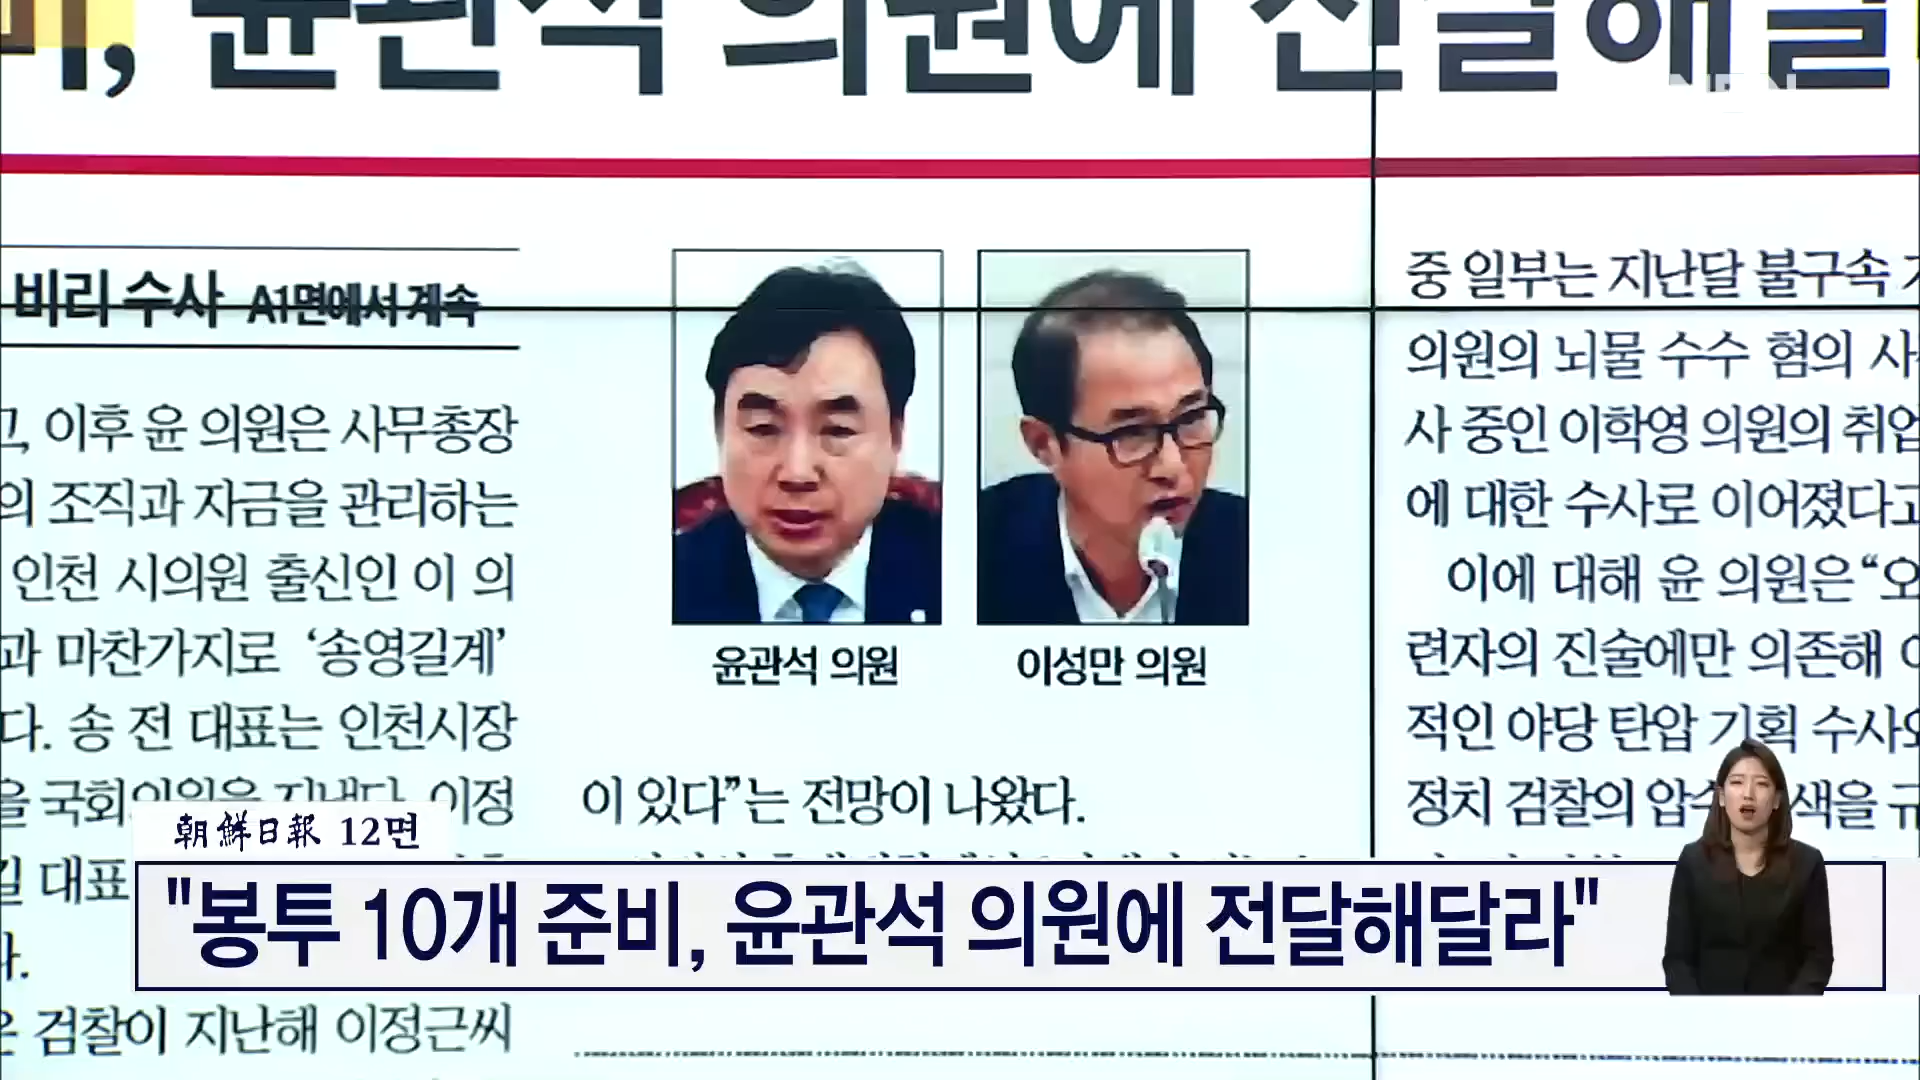 비, 윤관석 의원에 전달해달
비리 수사 A1면에서 계속
고, 이후 윤 의원은 사무총장
의 조직과 자금을 관리하는
인천 시의원 출신인 이 의
과 마찬가지로 ‘송영길계’
다. 송 전 대표는 인천시장
을 국회의원을 지냈다. 이정
길 대표
다.
은 검찰이 지난해 이정근씨
윤관석 의원
이성만 의원
이 있다”는 전망이 나왔다.
중 일부는 지난달 불구속
의원의 뇌물 수수 혐의
사 중인 이학영 의원의 취업
에 대한 수사로 이어졌다고
이에 대해 윤 의원은“오
련자의 진술에만 의존해
적인 야당 탄압 기획
정치 검찰의
朝鮮日報 12면
"봉투 10개 준비, 윤관석 의원에 전달해달라"